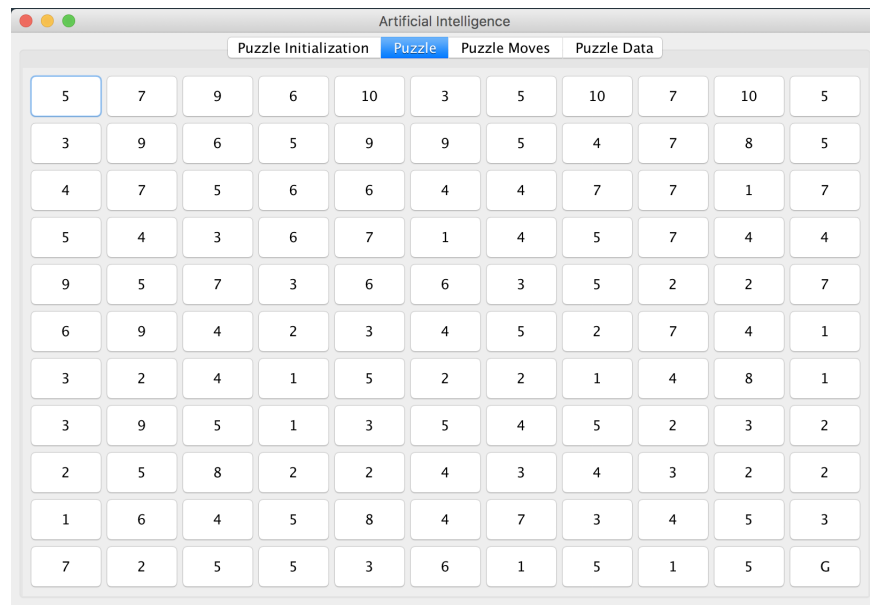 Artificial Intelligence
Puzzle Initialization Puzzle Puzzle Moves Puzzle Data
5 7 9 6 10 3 5 10 7 10 5
3 9 6 5 9 9 5 4 7 8 5
4 7 5 6 6 4 4 7 7 1 7
5 4 3 6 7 1 4 5 7 4 4
9 5 7 3 6 6 3 5 2 2 7
6 9 4 2 3 4 5 2 7 4 1
3 2 4 1 5 2 2 1 4 8 1
3 9 5 1 3 5 4 5 2 3 2
2 5 8 2 2 4 3 4 3 2 2
1 6 4 5 8 4 7 3 4 5 3
7 2 5 5 3 6 1 5 1 5 G